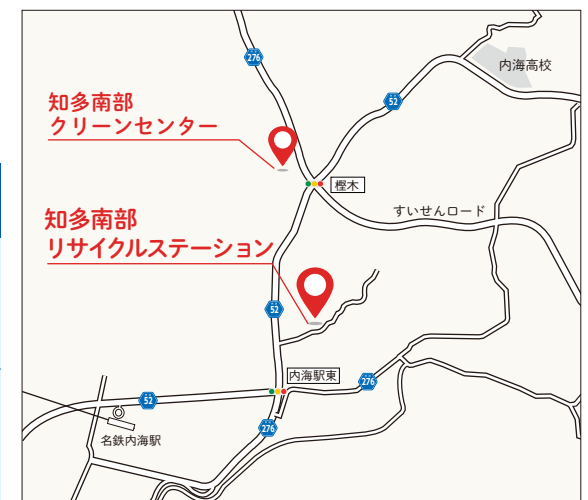 276
内海高校
52
知多南部
クリーンセンター
樫木
すいせんロード
知多南部
リサイクルステーション
52
内海駅東
276
52
276
名鉄内海駅